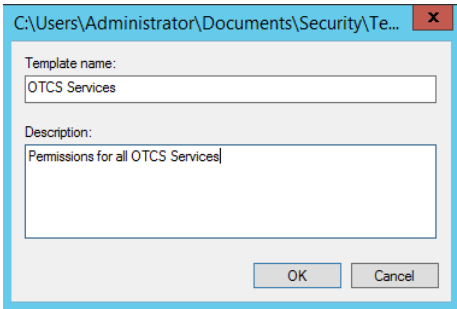 C:\Users\Administrator\Documents\Security\Te...
x
Template name:
OTCS Services
Description:
Permissions for all OTCS Services
OK
Cancel